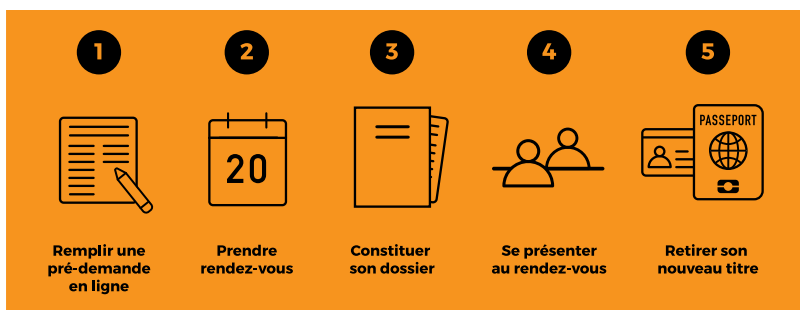 1
2
3
4
5
20
PASSEPORT
Remplir une
pré-demande
en ligne
Prendre
rendez-vous
Constituer
son dossier
Se présenter
au rendez-vous
Retirer son
nouveau titre